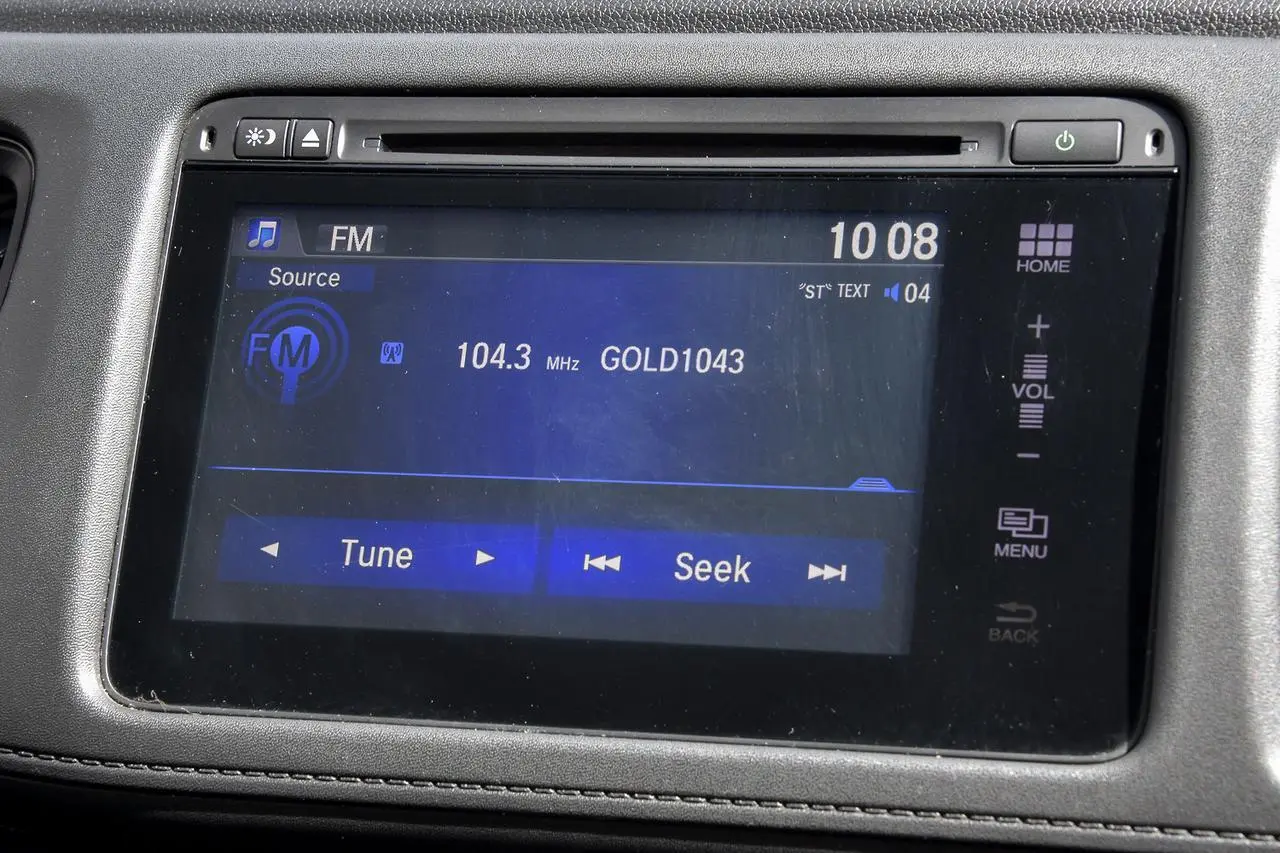 FM 10 08
Source
"ST" TEXT 04
FM
104.3 MHz GOLD1043
Tune Seek
HOME
+
VOL
−
MENU
BACK